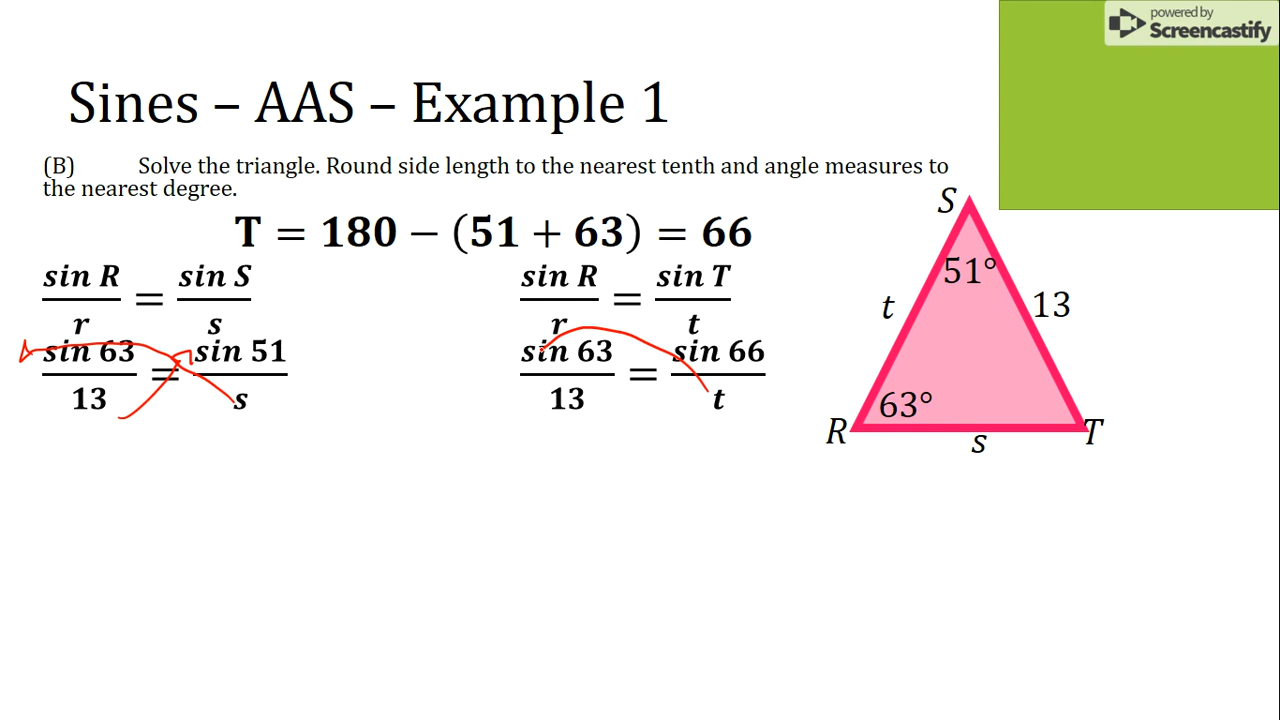 powered by
Screencastify
Sines – AAS – Example 1
(B) Solve the triangle. Round side length to the nearest tenth and angle measures to
the nearest degree.
T = 180 − (51 + 63) = 66
sin R / r = sin S / s
sin R / r = sin T / t
sin 63 / 13 = sin 51 / s
sin 63 / 13 = sin 66 / t
S
51°
t
13
63°
R
s
T